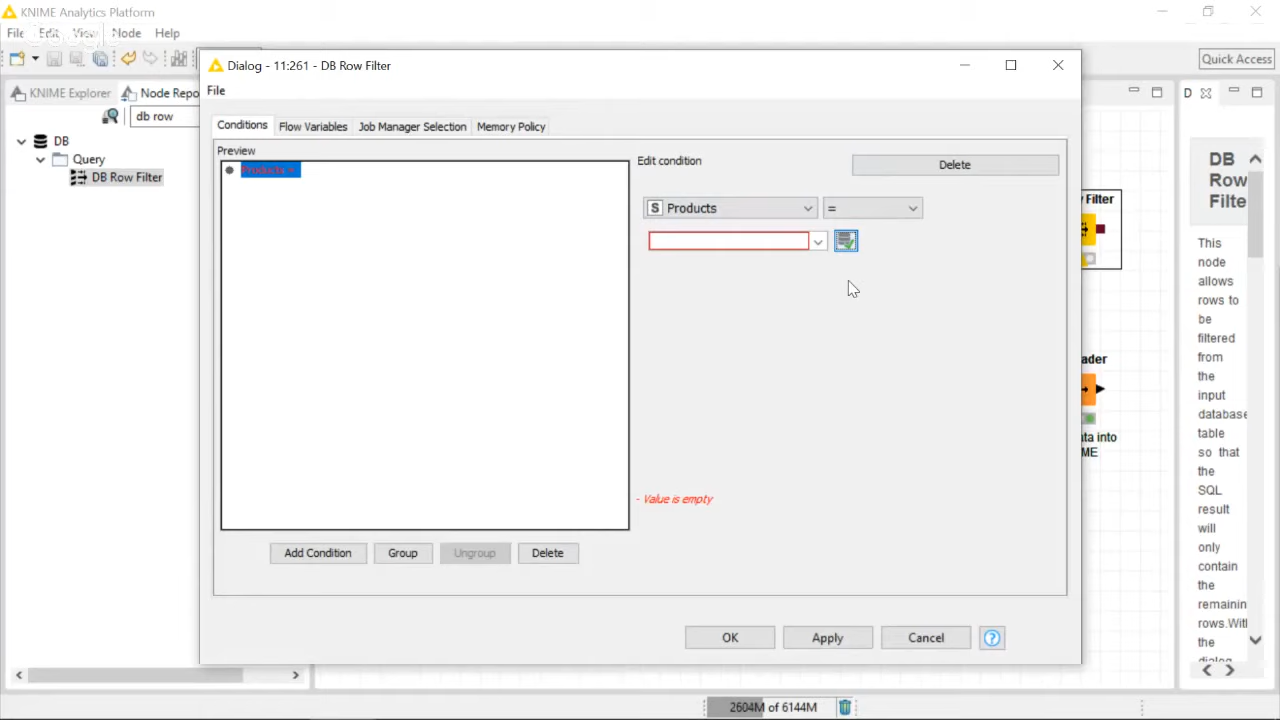 KNIME Analytics Platform
File Edit View Node Help
Quick Access
KNIME Explorer
Node Repo
db row
DB
Query
DB Row Filter
Dialog - 11:261 - DB Row Filter
File
Conditions
Flow Variables
Job Manager Selection
Memory Policy
Preview
Products =
Edit condition
Delete
S Products
=
- Value is empty
Add Condition
Group
Ungroup
Delete
OK
Apply
Cancel
?
Filter
ader
ata into
ME
D
DB
Row
Filte
This
node
allows
rows to
be
filtered
from
the
input
database
table
so that
the
SQL
result
will
only
contain
the
remainin
rows.Wit
the
dialog
2604M of 6144M